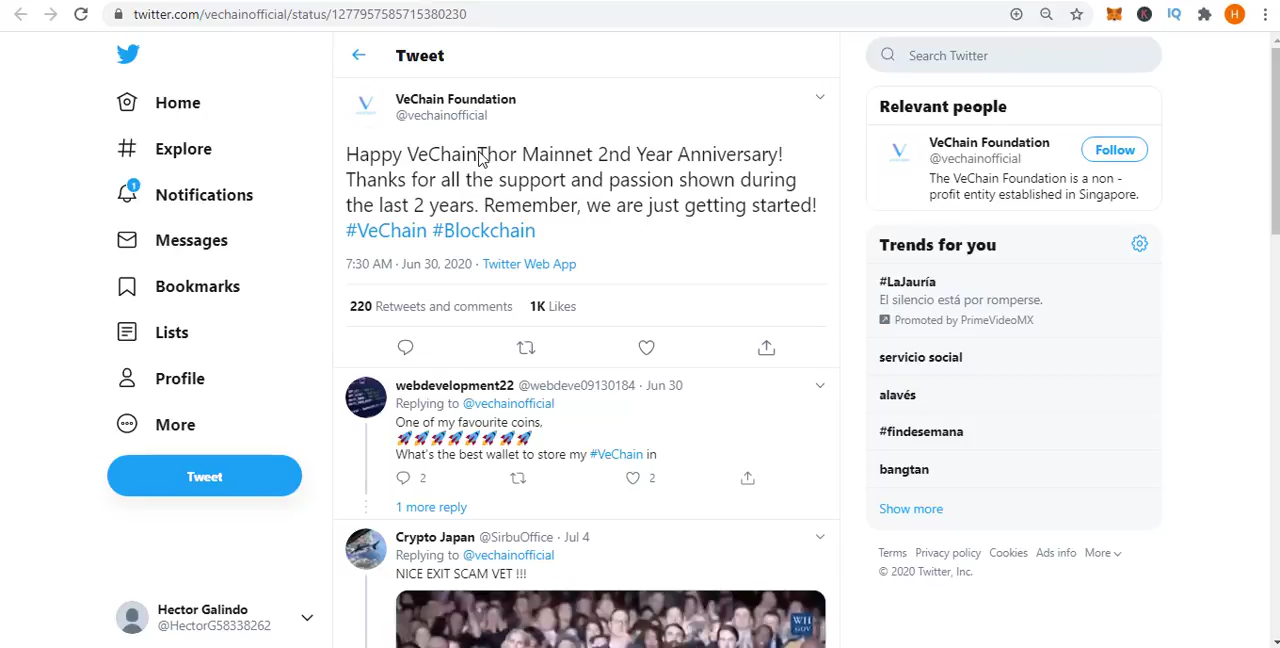 twitter.com/vechainofficial/status/1277957585715380230
K
IQ
H
Home
Explore
1
Notifications
Messages
Bookmarks
Lists
Profile
More
Tweet
Hector Galindo
@HectorG58338262
Tweet
VeChain Foundation
@vechainofficial
Happy VeChainThor Mainnet 2nd Year Anniversary!
Thanks for all the support and passion shown during
the last 2 years. Remember, we are just getting started!
#VeChain #Blockchain
7:30 AM · Jun 30, 2020 · Twitter Web App
220 Retweets and comments 1K Likes
webdevelopment22 @webdeve09130184 · Jun 30
Replying to @vechainofficial
One of my favourite coins,
🚀🚀🚀🚀🚀🚀🚀🚀
What's the best wallet to store my #VeChain in
2 2
1 more reply
Crypto Japan @SirbuOffice · Jul 4
Replying to @vechainofficial
NICE EXIT SCAM VET !!!
WH
GOV
Search Twitter
Relevant people
VeChain Foundation
@vechainofficial
Follow
The VeChain Foundation is a non -
profit entity established in Singapore.
Trends for you
#LaJauría
El silencio está por romperse.
Promoted by PrimeVideoMX
servicio social
alavés
#findesemana
bangtan
Show more
Terms Privacy policy Cookies Ads info More
© 2020 Twitter, Inc.